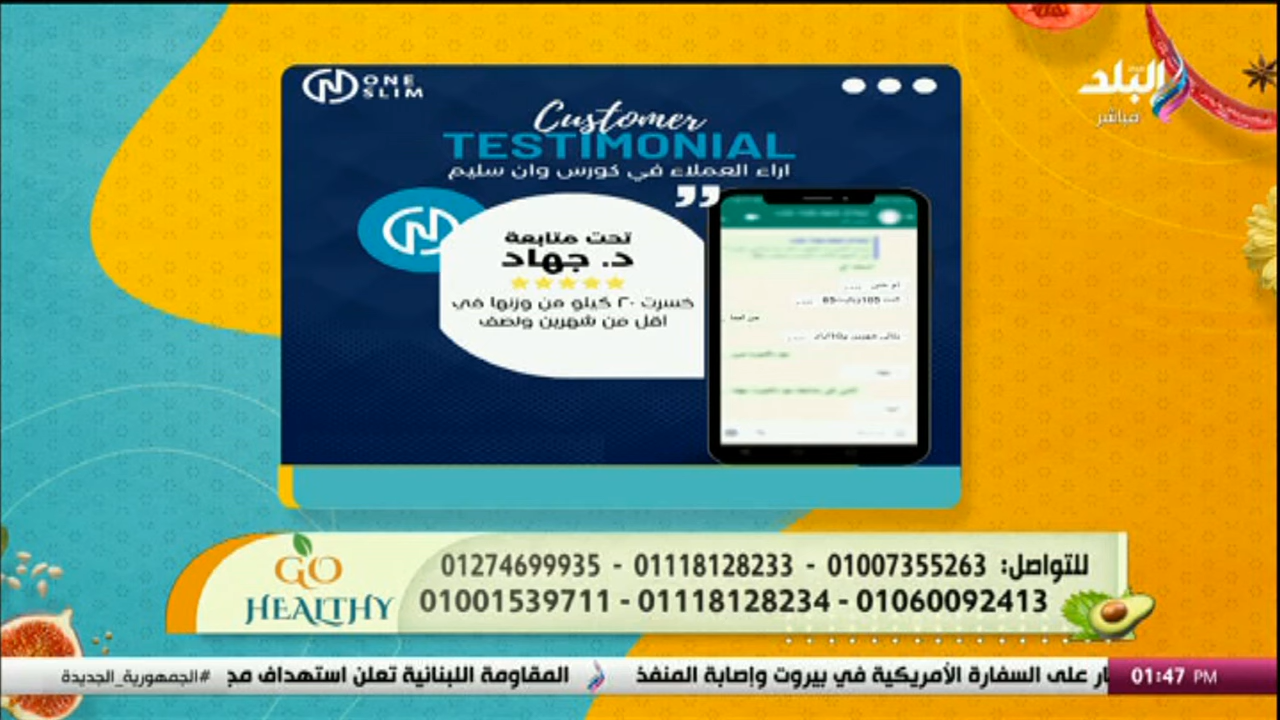 ONE
SLIM
البلد
مباشر
Customer
TESTIMONIAL
اراء العملاء في كورس وان سليم
تحت متابعة
د. جهاد
خسرت ٢٠ كيلو من وزنها في
اقل من شهرين ونصف
GO
HEALTHY
للتواصل: 01007355263 - 01118128233 - 01274699935
01060092413 - 01118128234 - 01001539711
ار على السفارة الأمريكية في بيروت وإصابة المنفذ
المقاومة اللبنانية تعلن استهداف مج
#الجمهورية_الجديدة
01:47 PM